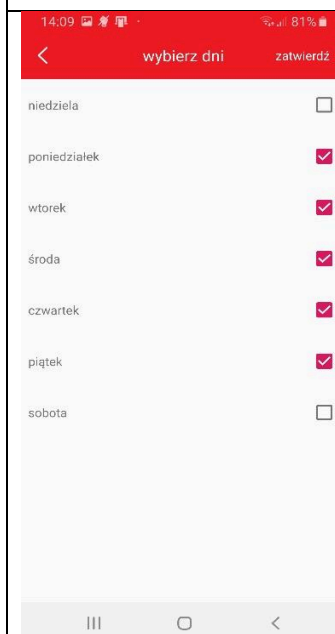 14:09 81%
wybierz dni zatwierdź
niedziela
poniedziałek
wtorek
środa
czwartek
piątek
sobota